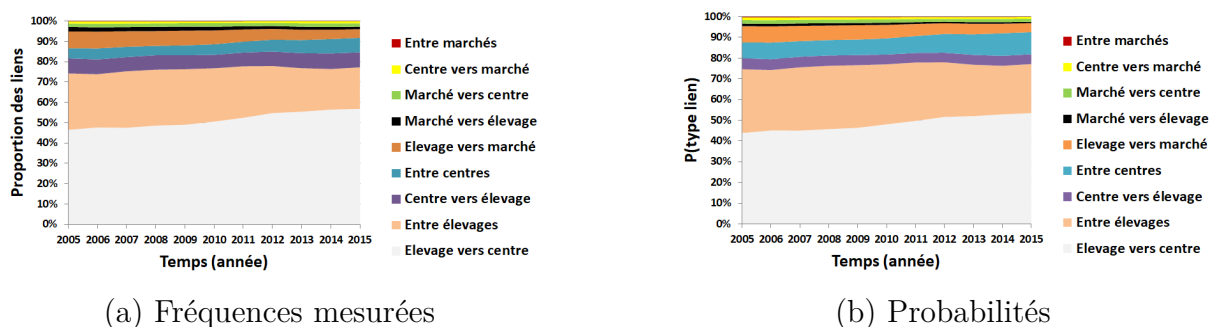 Proportion des liens
100%
90%
80%
70%
60%
50%
40%
30%
20%
10%
0%
2005 2006 2007 2008 2009 2010 2011 2012 2013 2014 2015
Temps (année)
Entre marchés
Centre vers marché
Marché vers centre
Marché vers élevage
Elevage vers marché
Entre centres
Centre vers élevage
Entre élevages
Elevage vers centre
(a) Fréquences mesurées
P(type lien)
100%
90%
80%
70%
60%
50%
40%
30%
20%
10%
0%
2005 2006 2007 2008 2009 2010 2011 2012 2013 2014 2015
Temps (année)
Entre marchés
Centre vers marché
Marché vers centre
Marché vers élevage
Elevage vers marché
Entre centres
Centre vers élevage
Entre élevages
Elevage vers centre
(b) Probabilités